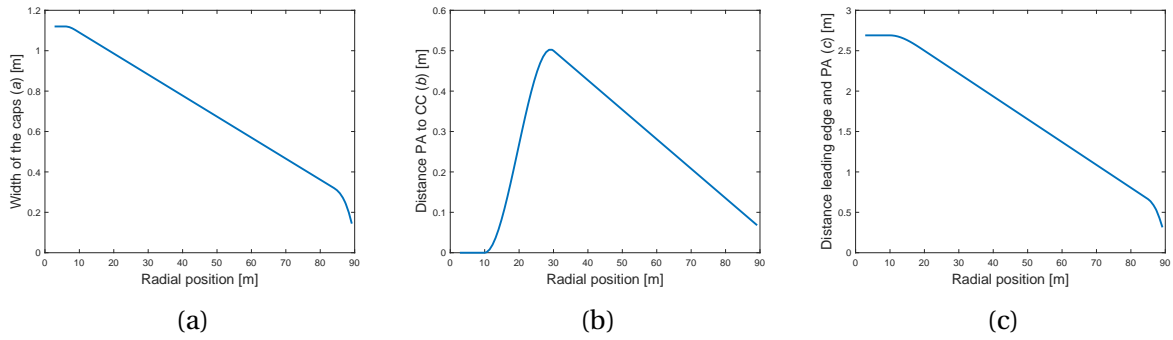 1.2
1
0.8
0.6
0.4
0.2
0
0 10 20 30 40 50 60 70 80 90
Width of the caps (a) [m]
Radial position [m]
(a)
0.6
0.5
0.4
0.3
0.2
0.1
0
0 10 20 30 40 50 60 70 80 90
Distance PA to CC (b) [m]
Radial position [m]
(b)
3
2.5
2
1.5
1
0.5
0
0 10 20 30 40 50 60 70 80 90
Distance leading edge and PA (c) [m]
Radial position [m]
(c)